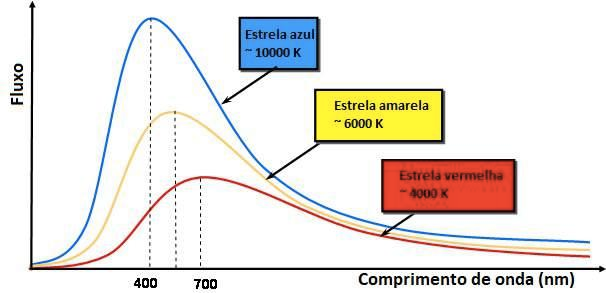 Fluxo
Estrela azul
~ 10000 K
Estrela amarela
~ 6000 K
Estrela vermelha
~ 4000 K
400
700
Comprimento de onda (nm)